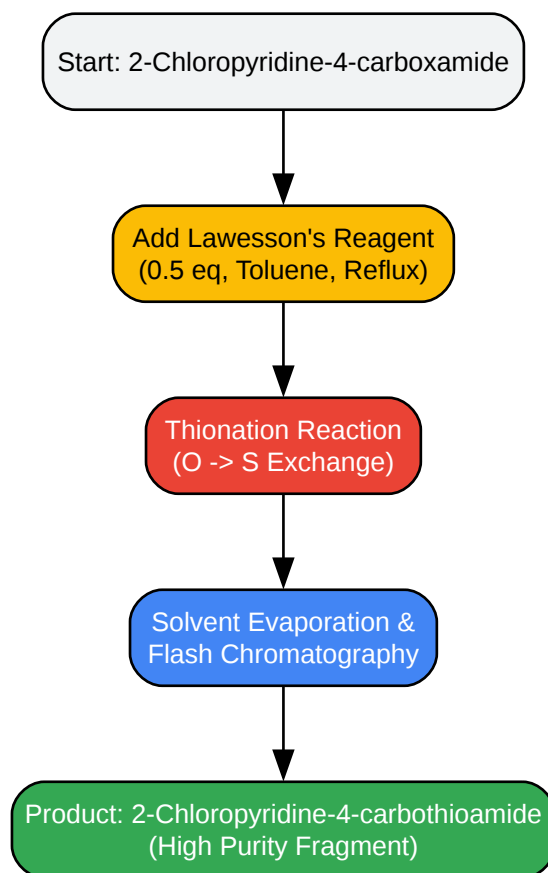 Start: 2-Chloropyridine-4-carboxamide
Add Lawesson's Reagent
(0.5 eq, Toluene, Reflux)
Thionation Reaction
(O -> S Exchange)
Solvent Evaporation &
Flash Chromatography
Product: 2-Chloropyridine-4-carbothioamide
(High Purity Fragment)